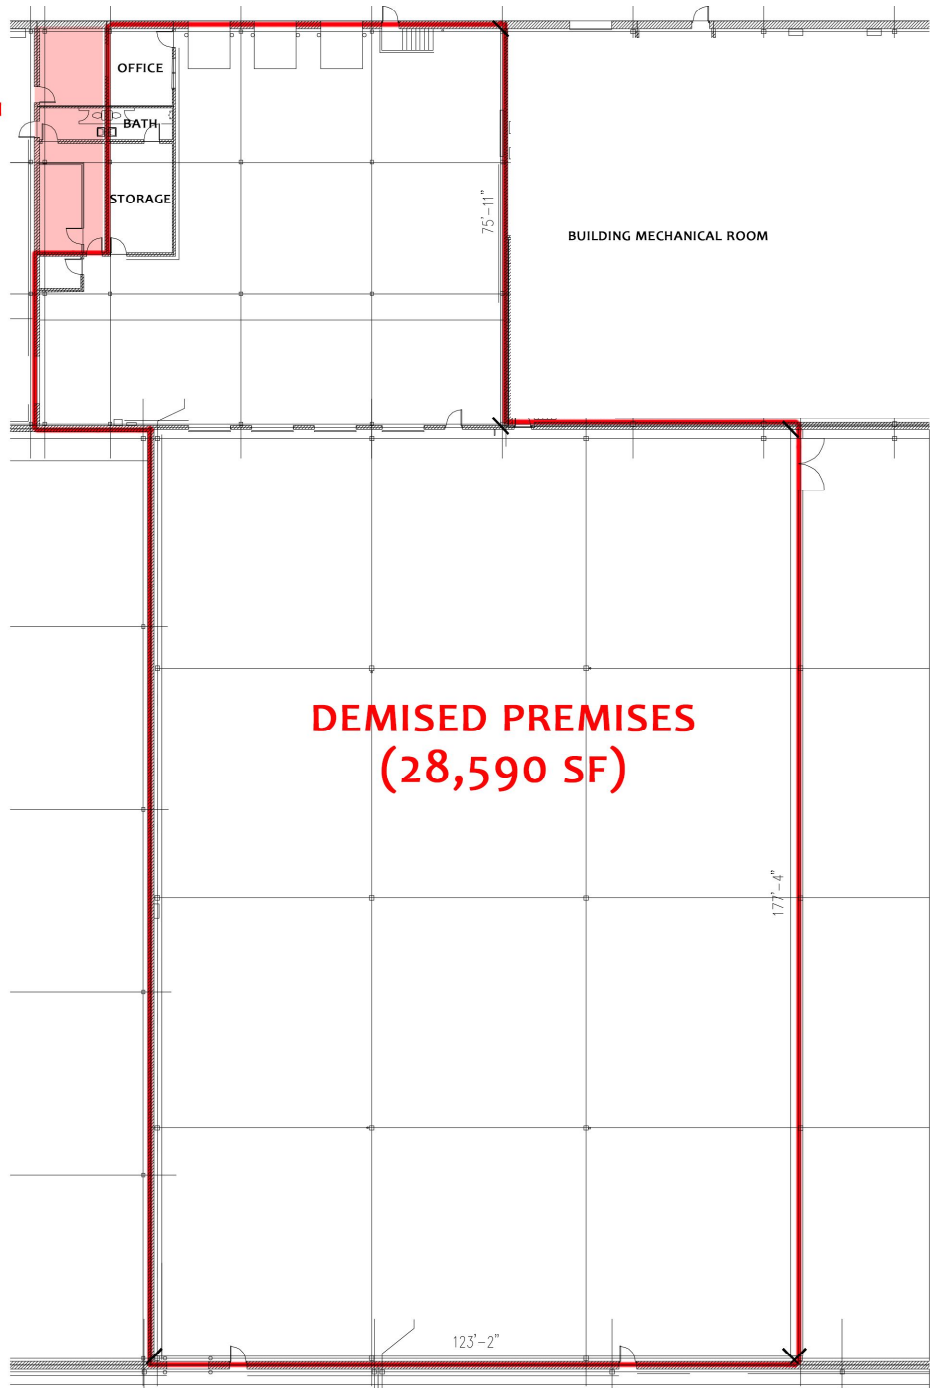 OFFICE
BATH
STORAGE
75'-11"
BUILDING MECHANICAL ROOM
DEMISED PREMISES
(28,590 SF)
177'-4"
123'-2"